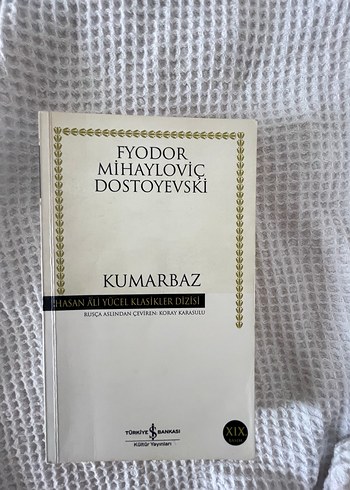 FYODOR
MİHAYLOVİÇ
DOSTOYEVSKİ
KUMARBAZ
HASAN ÂLİ YÜCEL KLASİKLER DİZİSİ
RUSÇA ASLINDAN ÇEVİREN: KORAY KARASULU
TÜRKİYE İŞ BANKASI
Kültür Yayınları
XIX